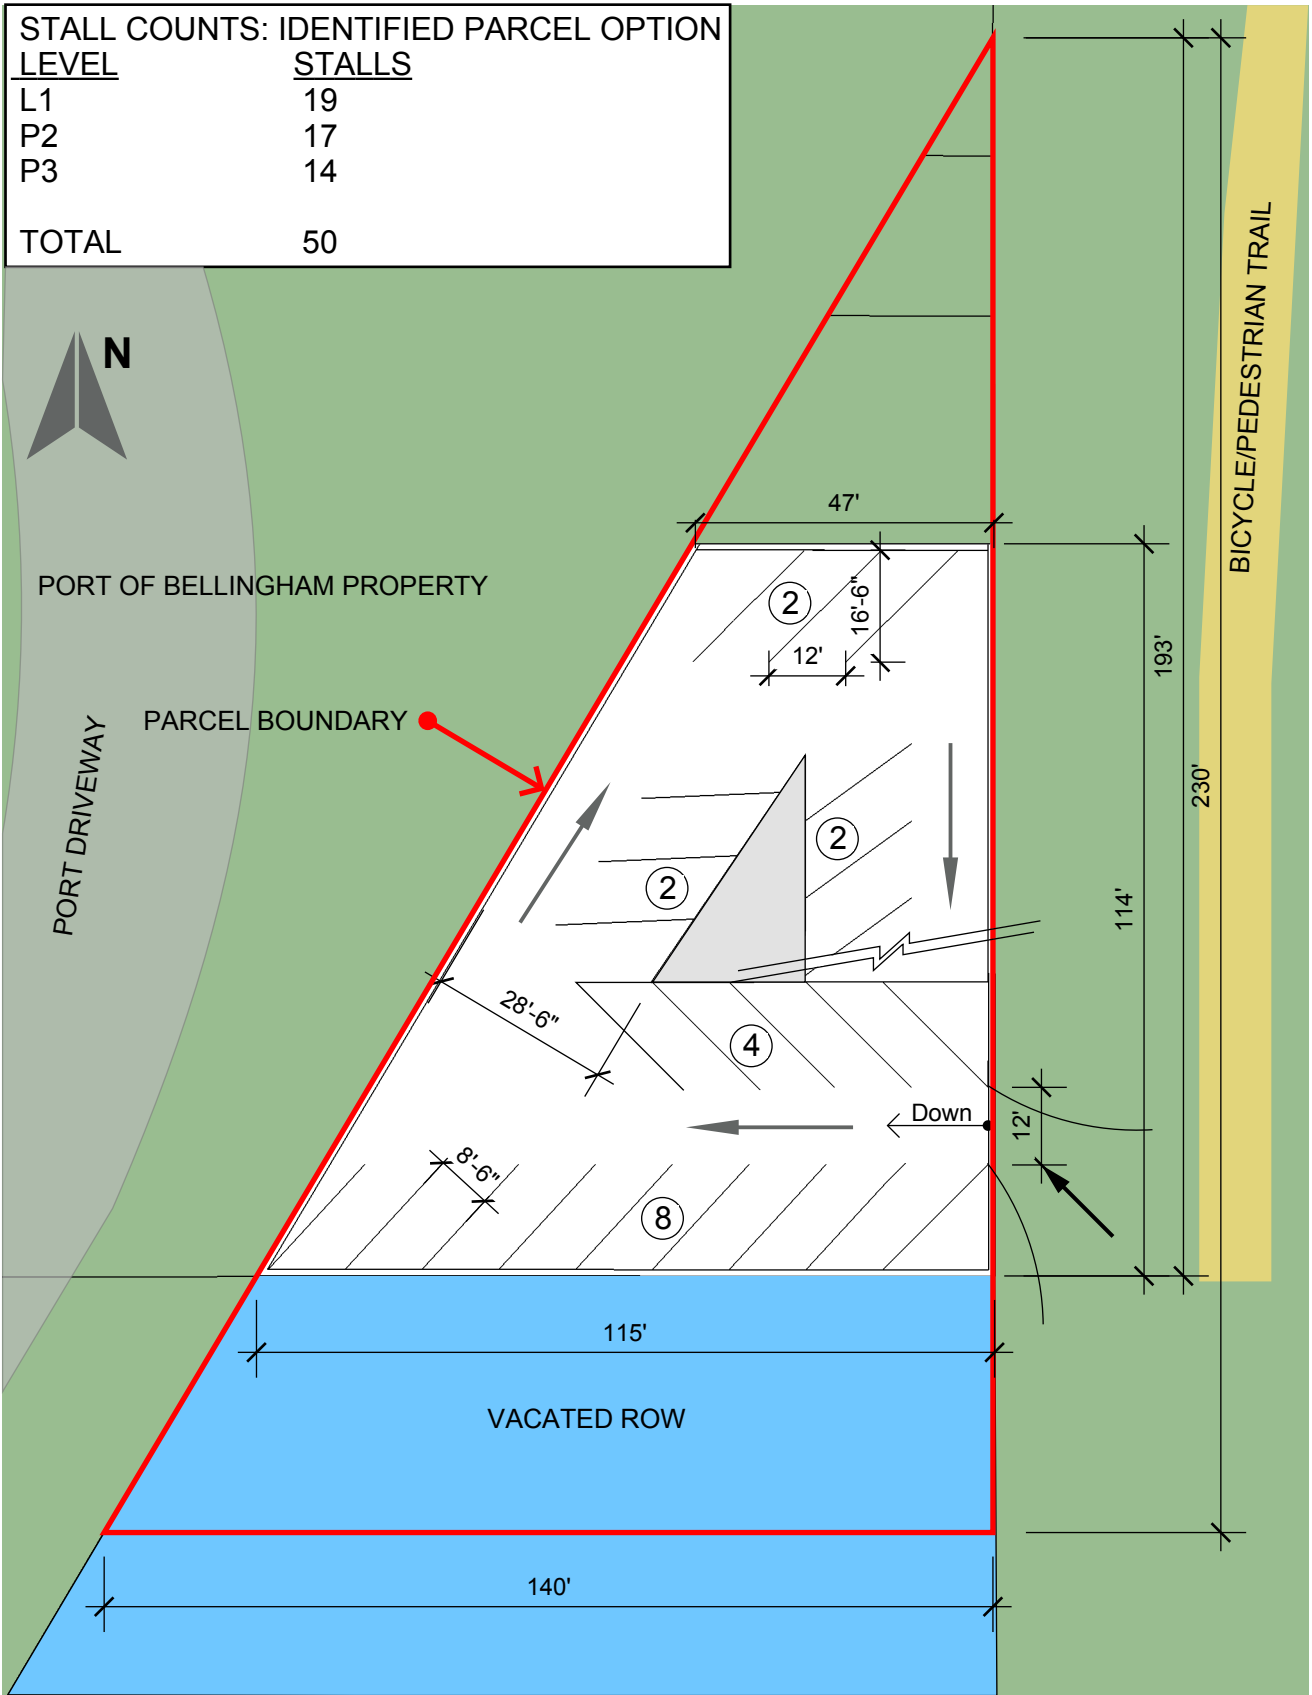 STALL COUNTS: IDENTIFIED PARCEL OPTION
LEVEL STALLS
L1 19
P2 17
P3 14
TOTAL 50
N
BICYCLE/PEDESTRIAN TRAIL
47'
PORT OF BELLINGHAM PROPERTY
2
16'-6"
12'
193'
PARCEL BOUNDARY
PORT DRIVEWAY
230'
2
2
114'
28'-6"
4
Down
12'
8'-6"
8
115'
VACATED ROW
140'